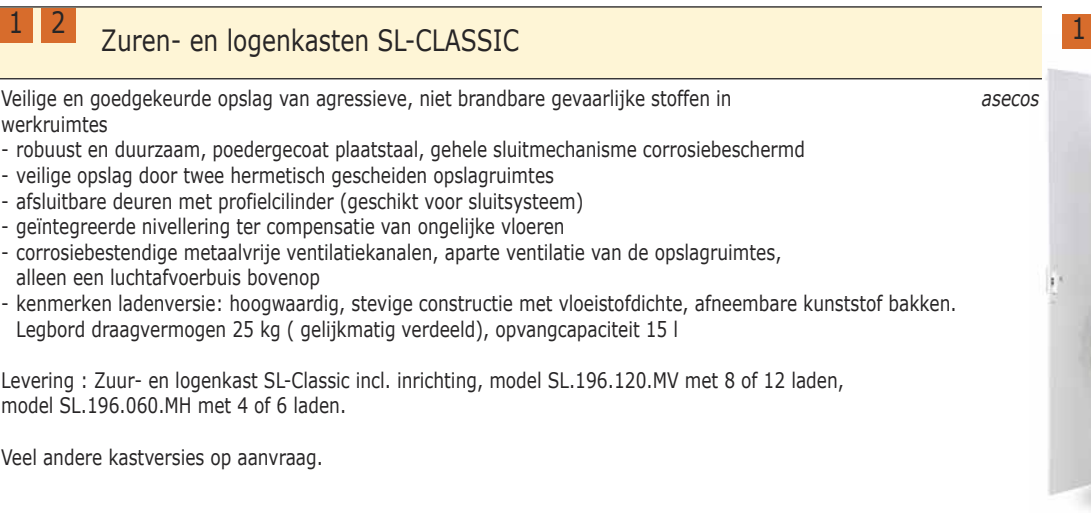 1 2 Zuren- en logenkasten SL-CLASSIC
1
Veilige en goedgekeurde opslag van agressieve, niet brandbare gevaarlijke stoffen in
asecos
werkruimtes
- robuust en duurzaam, poedergecoat plaatstaal, gehele sluitmechanisme corrosiebeschermd
- veilige opslag door twee hermetisch gescheiden opslagruimtes
- afsluitbare deuren met profielcilinder (geschikt voor sluitsysteem)
- geïntegreerde nivellering ter compensatie van ongelijke vloeren
- corrosiebestendige metaalvrije ventilatiekanalen, aparte ventilatie van de opslagruimtes,
alleen een luchtafvoerbuis bovenop
- kenmerken ladenversie: hoogwaardig, stevige constructie met vloeistofdichte, afneembare kunststof bakken.
Legbord draagvermogen 25 kg ( gelijkmatig verdeeld), opvangcapaciteit 15 l
Levering : Zuur- en logenkast SL-Classic incl. inrichting, model SL.196.120.MV met 8 of 12 laden,
model SL.196.060.MH met 4 of 6 laden.
Veel andere kastversies op aanvraag.